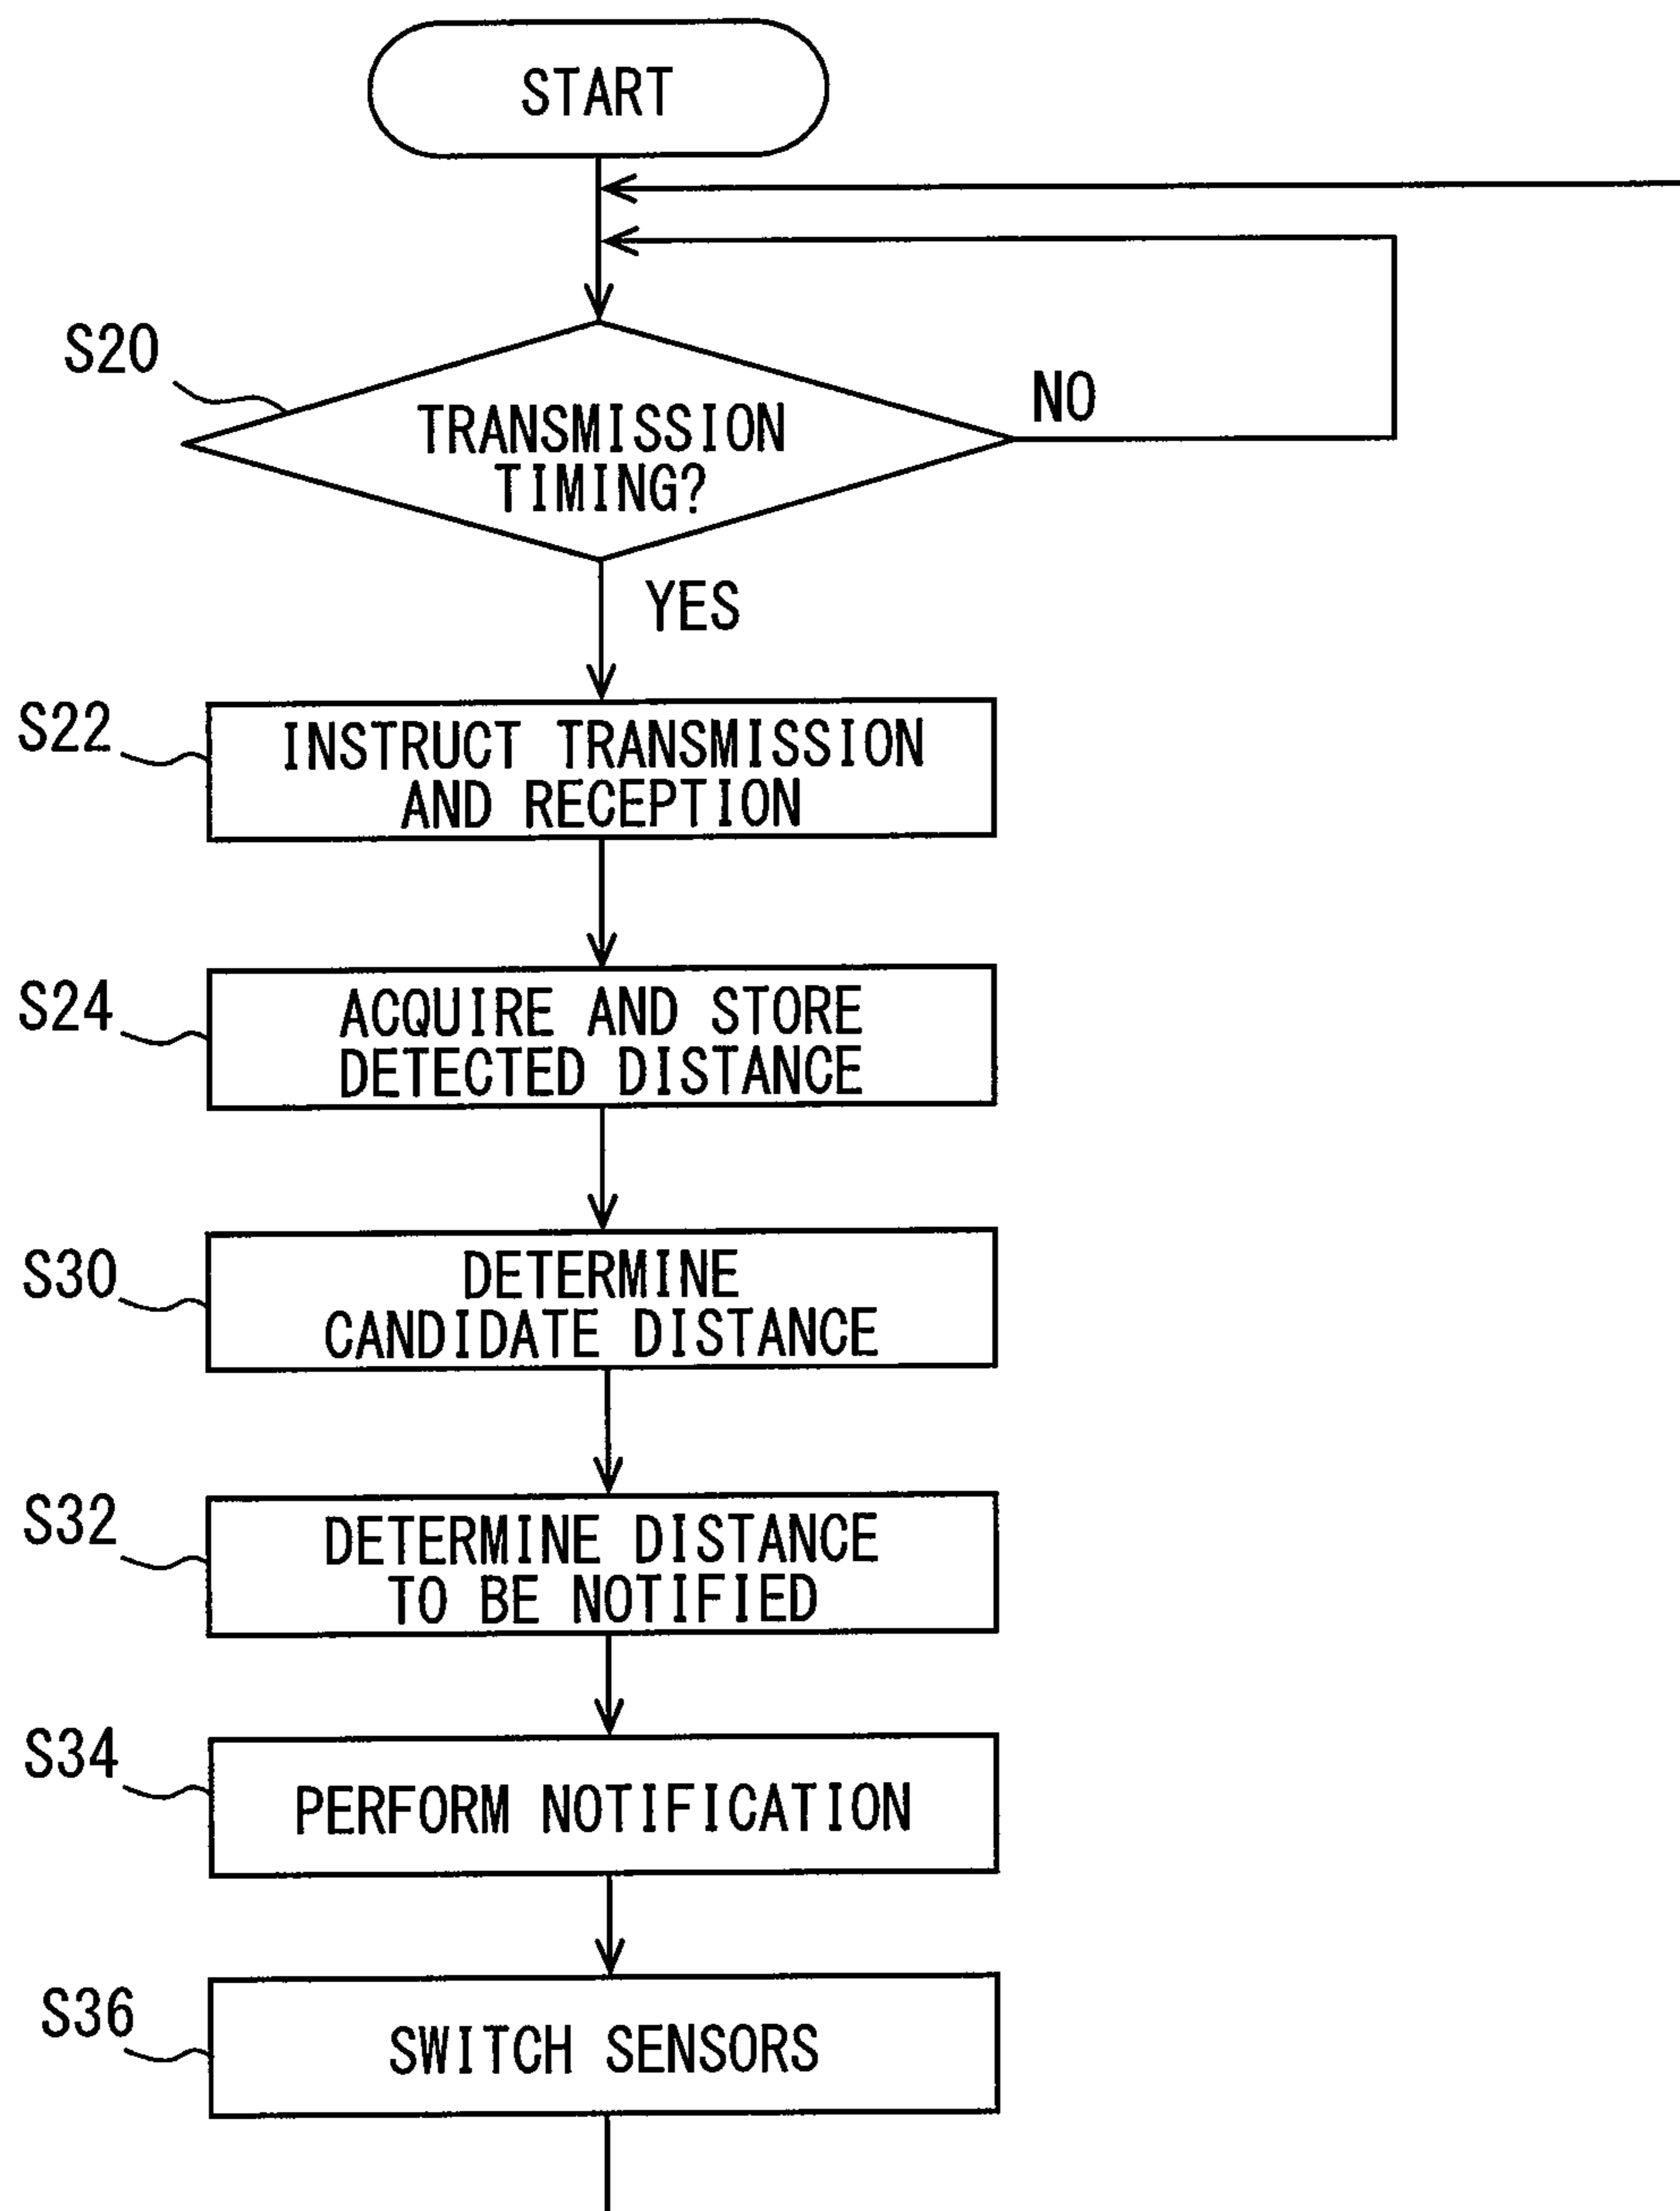 START
S20
TRANSMISSION
TIMING?
NO
YES
S22
INSTRUCT TRANSMISSION
AND RECEPTION
S24
ACQUIRE AND STORE
DETECTED DISTANCE
S30
DETERMINE
CANDIDATE DISTANCE
S32
DETERMINE DISTANCE
TO BE NOTIFIED
S34
PERFORM NOTIFICATION
S36
SWITCH SENSORS